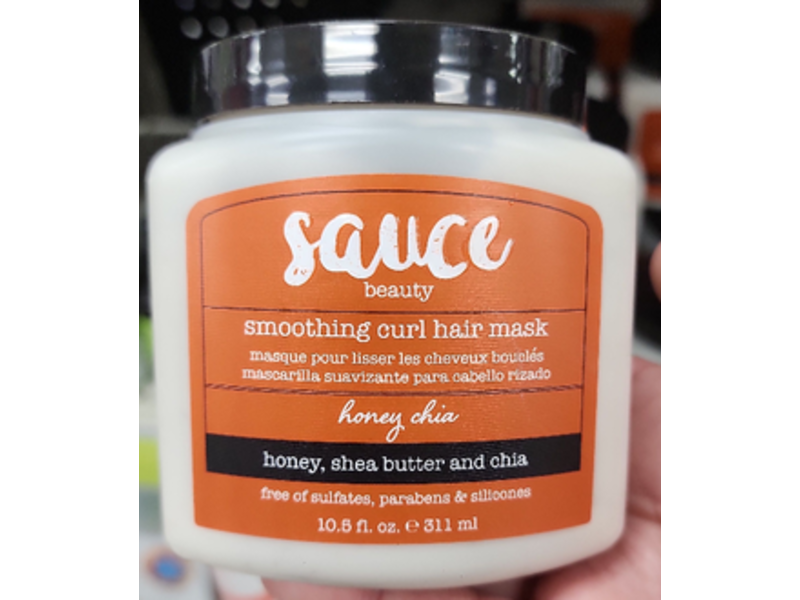 sauce
beauty
smoothing curl hair mask
masque pour lisser les cheveux bouclés
mascarilla suavizante para cabello rizado
honey chia
honey, shea butter and chia
free of sulfates, parabens & silicones
10.5 fl. oz. ℮ 311 ml